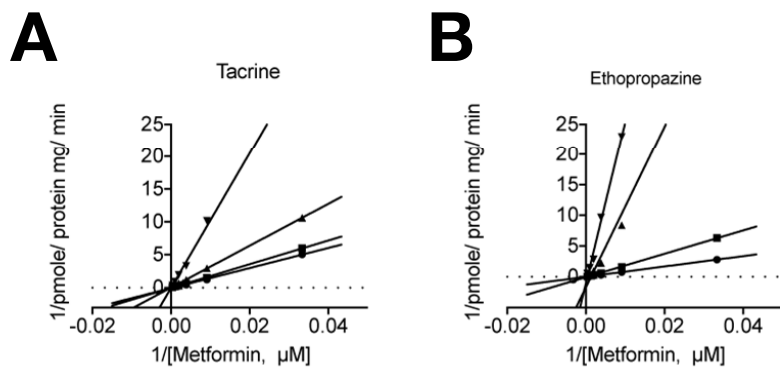 A
B
Tacrine
Ethopropazine
1/pmole/ protein mg/ min
25
20
15
10
5
0
-0.02
0.00
0.02
0.04
1/[Metformin, μM]
1/pmole/ protein mg/ min
25
20
15
10
5
0
-0.02
0.00
0.02
0.04
1/[Metformin, μM]